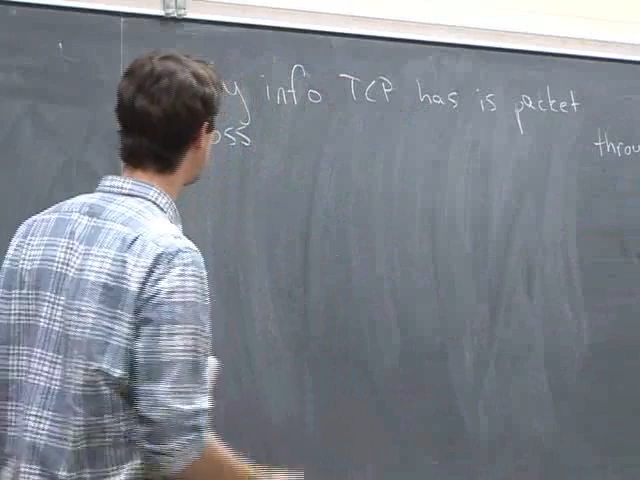 y info TCP has is packet
oss
throu